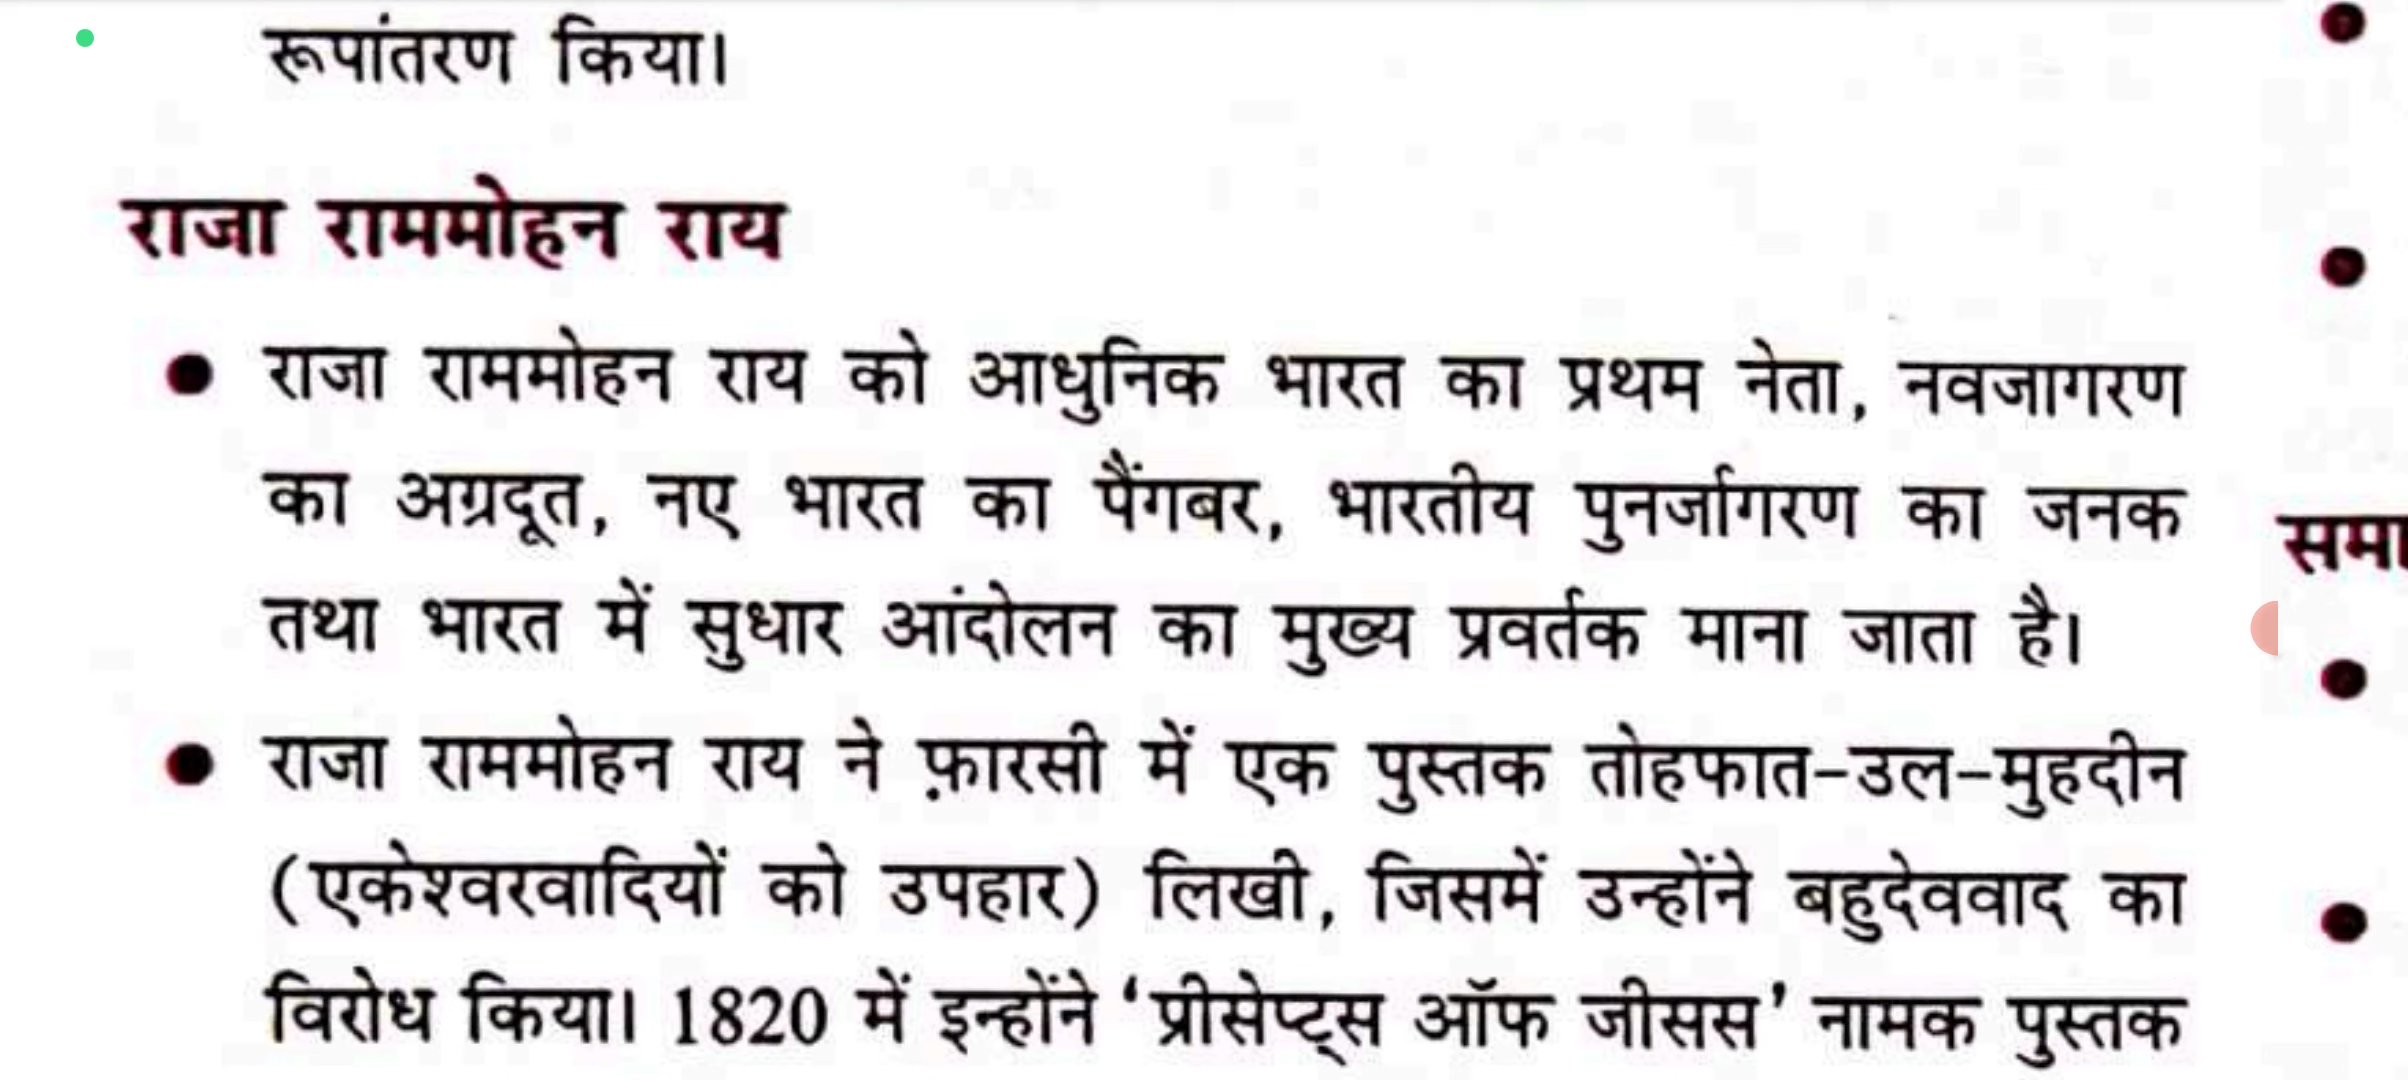 रूपांतरण किया।
राजा राममोहन राय
● राजा राममोहन राय को आधुनिक भारत का प्रथम नेता, नवजागरण
का अग्रदूत, नए भारत का पैंगबर, भारतीय पुनर्जागरण का जनक
तथा भारत में सुधार आंदोलन का मुख्य प्रवर्तक माना जाता है।
● राजा राममोहन राय ने फ़ारसी में एक पुस्तक तोहफात-उल-मुहदीन
(एकेश्वरवादियों को उपहार) लिखी, जिसमें उन्होंने बहुदेववाद का
विरोध किया। 1820 में इन्होंने ‘प्रीसेप्ट्स ऑफ जीसस’ नामक पुस्तक
समा